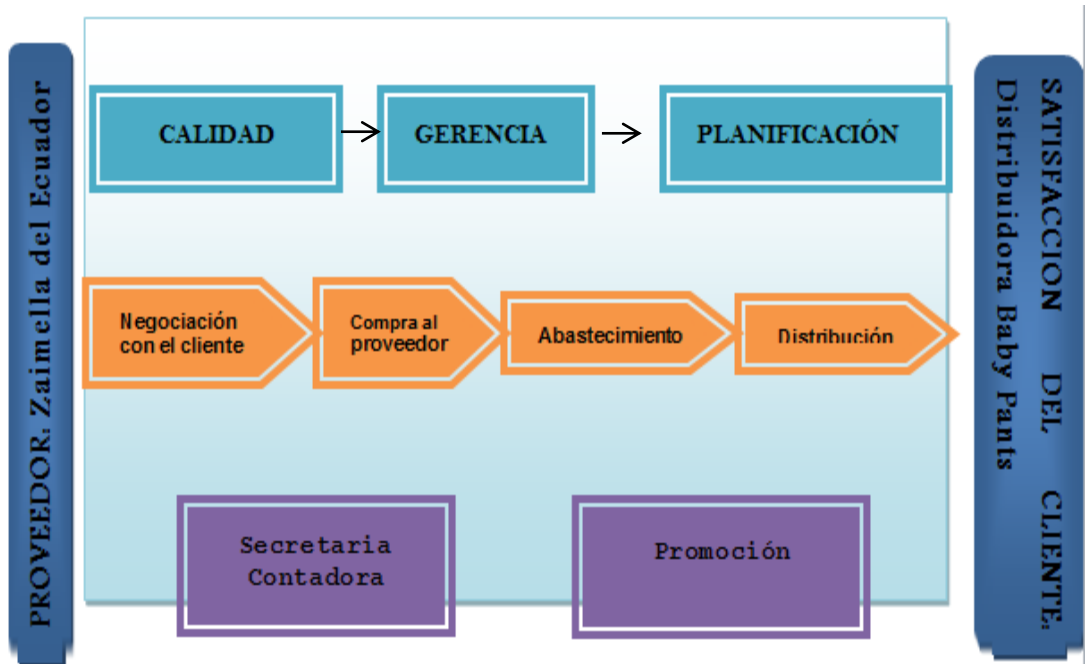 PROVEEDOR. Zaimella del Ecuador
CALIDAD
GERENCIA
PLANIFICACIÓN
Negociación
con el cliente
Compra al
proveedor
Abastecimiento
Distribución
Secretaria
Contadora
Promoción
SATISFACCION DEL CLIENTE.
Distribuidora Baby Pants